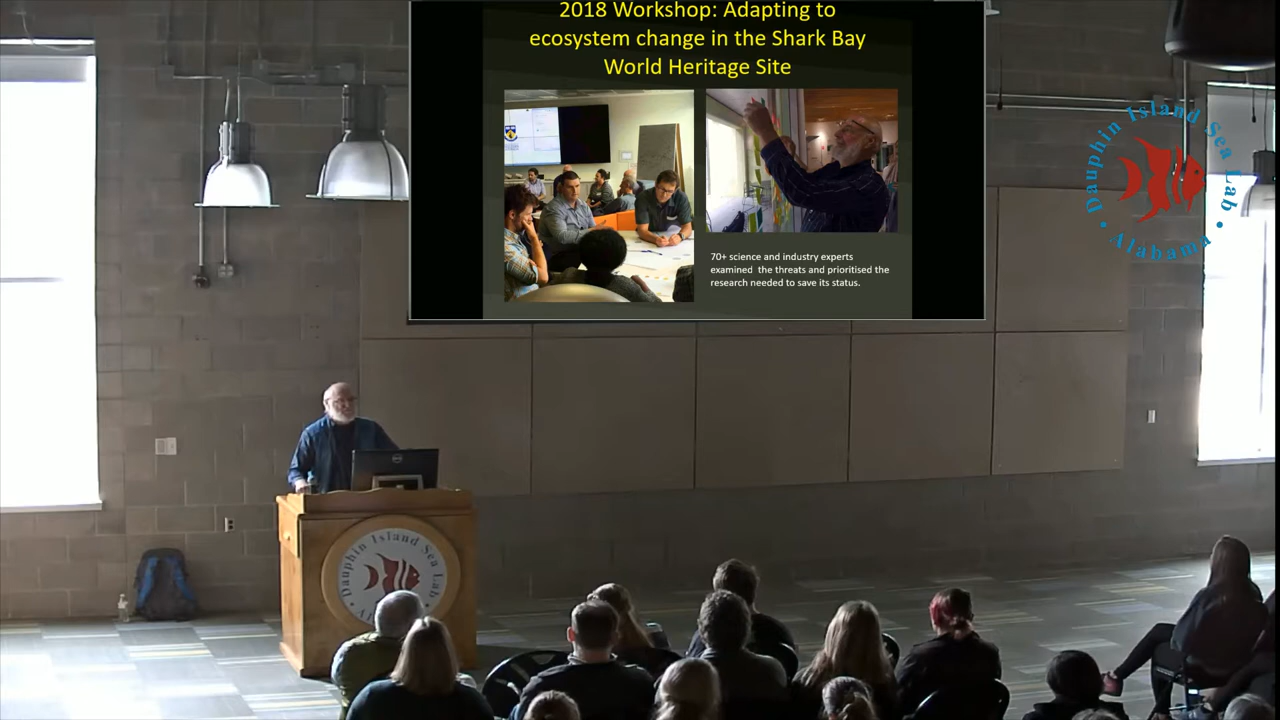 2018 Workshop: Adapting to
ecosystem change in the Shark Bay
World Heritage Site
70+ science and industry experts
examined the threats and prioritised the
research needed to save its status.
Dauphin Island Sea Lab
Alabama
DELL
Dauphin Island Sea Lab